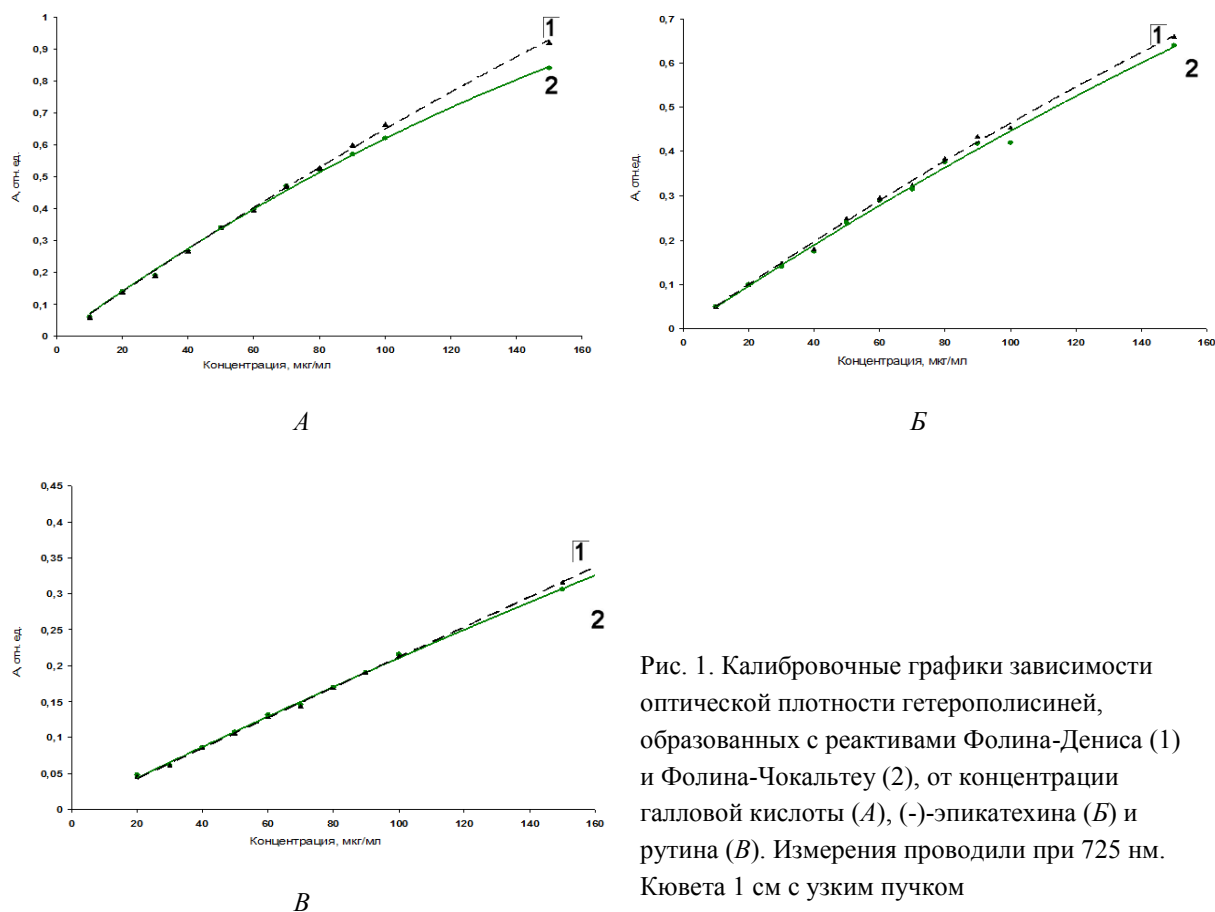 1
0,9
0,8
0,7
0,6
0,5
0,4
0,3
0,2
0,1
0
А, отн. ед.
0 20 40 60 80 100 120 140 160
Концентрация, мкг/мл
1
2
А
0,7
0,6
0,5
0,4
0,3
0,2
0,1
0
А, отн.ед.
0 20 40 60 80 100 120 140 160
Концентрация, мкг/мл
1
2
Б
0,45
0,4
0,35
0,3
0,25
0,2
0,15
0,1
0,05
0
А, отн. ед.
0 20 40 60 80 100 120 140 160
Концентрация, мкг/мл
1
2
В
Рис. 1. Калибровочные графики зависимости
оптической плотности гетерополисиней,
образованных с реактивами Фолина-Дениса (1)
и Фолина-Чокальтеу (2), от концентрации
галловой кислоты (А), (-)-эпикатехина (Б) и
рутина (В). Измерения проводили при 725 нм.
Кювета 1 см с узким пучком